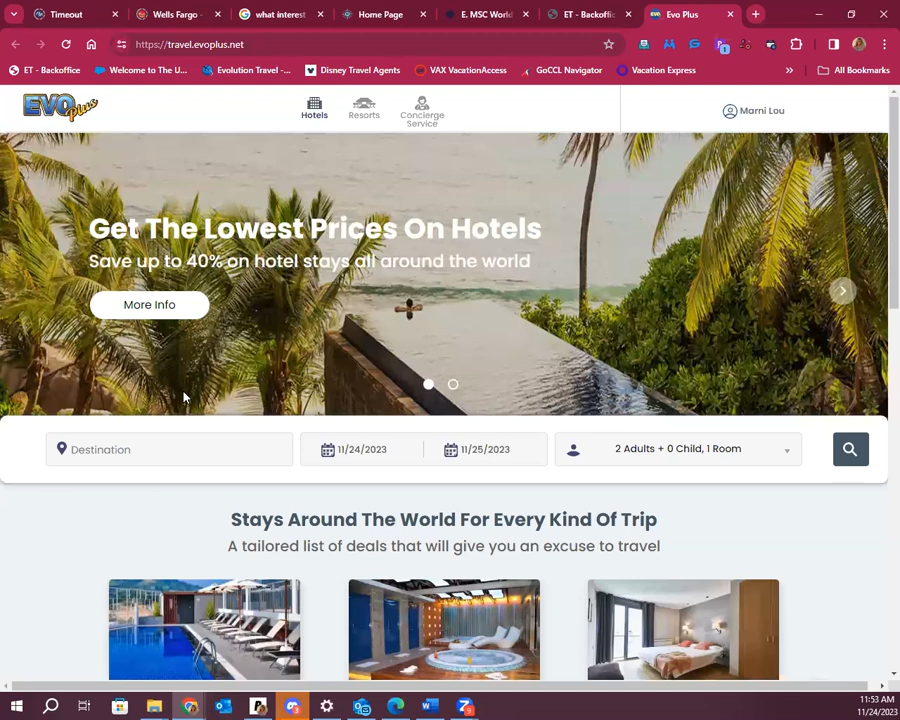 Timeout
Wells Fargo -
what interest
Home Page
E. MSC World
ET - Backoffic
Evo Plus
https://travel.evoplus.net
1
ET - Backoffice
Welcome to The U...
Evolution Travel -...
Disney Travel Agents
VAX VacationAccess
GoCCL Navigator
Vacation Express
»
All Bookmarks
EVO plus
Hotels
Resorts
Concierge
Service
Marni Lou
Get The Lowest Prices On Hotels
Save up to 40% on hotel stays all around the world
More Info
Destination
11/24/2023
11/25/2023
2 Adults + 0 Child, 1 Room
Stays Around The World For Every Kind Of Trip
A tailored list of deals that will give you an excuse to travel
11:53 AM
11/24/2023